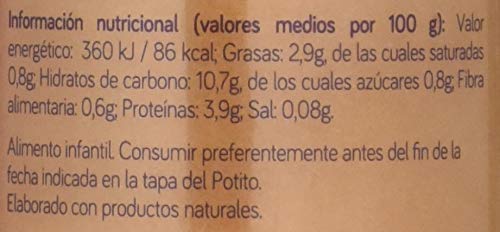 Información nutricional (valores medios por 100 g): Valor
energético: 360 kJ / 86 kcal; Grasas: 2,9g, de las cuales saturadas
0,8g; Hidratos de carbono: 10,7g, de los cuales azúcares 0,8g; Fibra
alimentaria: 0,6g; Proteínas: 3,9g; Sal: 0,08g.
Alimento infantil. Consumir preferentemente antes del fin de la
fecha indicada en la tapa del Potito.
Elaborado con productos naturales.